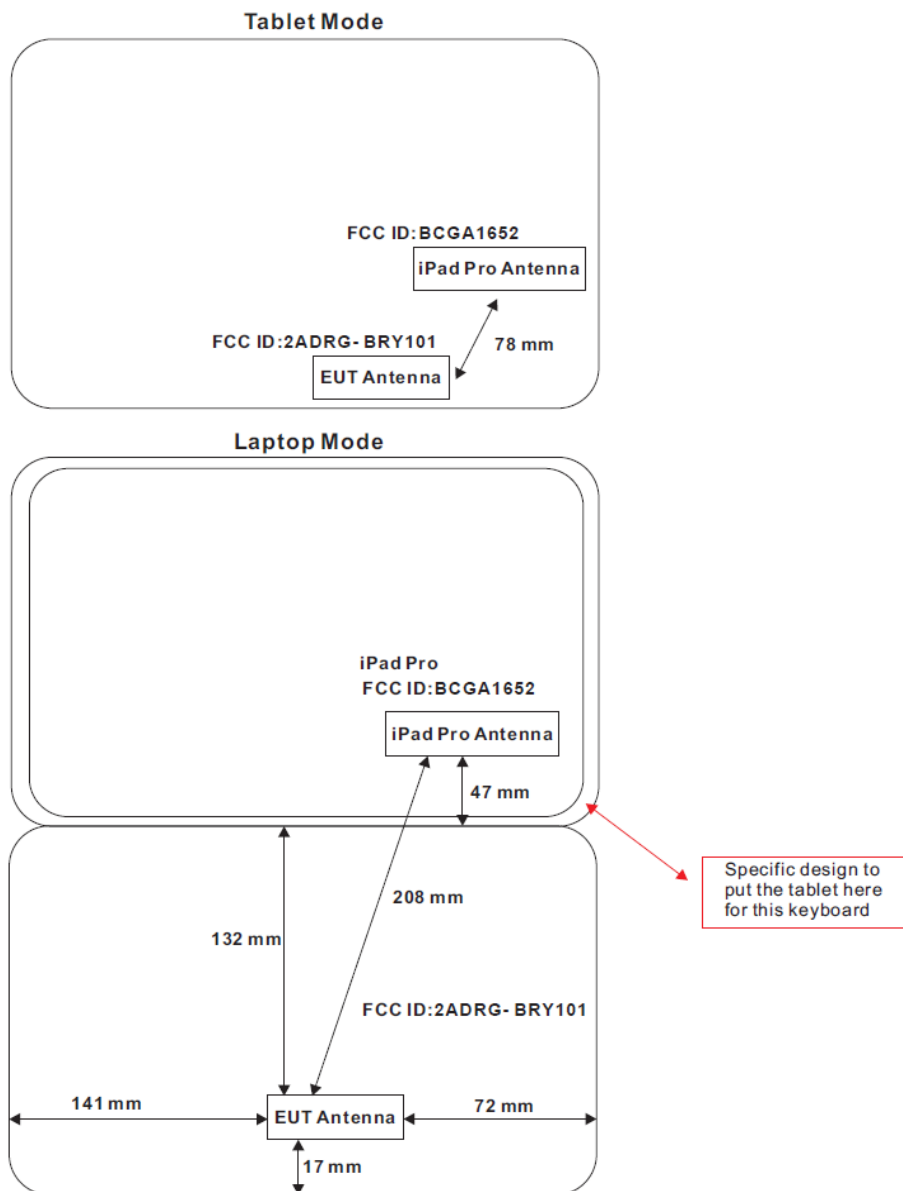 Tablet Mode
FCC ID:BCGA1652
iPad Pro Antenna
FCC ID:2ADRG- BRY101
78 mm
EUT Antenna
Laptop Mode
iPad Pro
FCC ID:BCGA1652
iPad Pro Antenna
47 mm
Specific design to
put the tablet here
for this keyboard
208 mm
132 mm
FCC ID:2ADRG- BRY101
141 mm
EUT Antenna
72 mm
17 mm